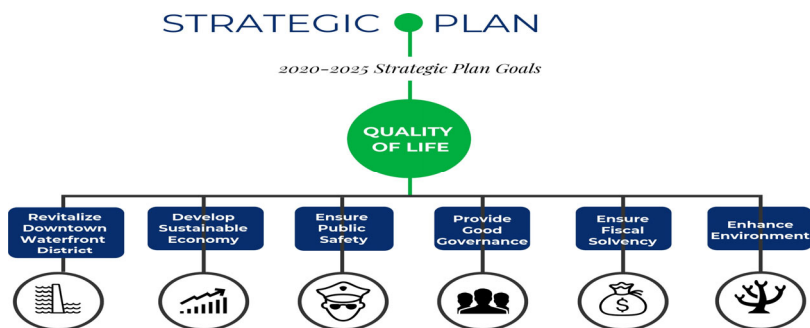 STRATEGIC PLAN
2020-2025 Strategic Plan Goals
QUALITY
OF LIFE
Revitalize
Downtown
Waterfront
District
Develop
Sustainable
Economy
Ensure
Public
Safety
Provide
Good
Governance
Ensure
Fiscal
Solvency
Enhance
Environment
$